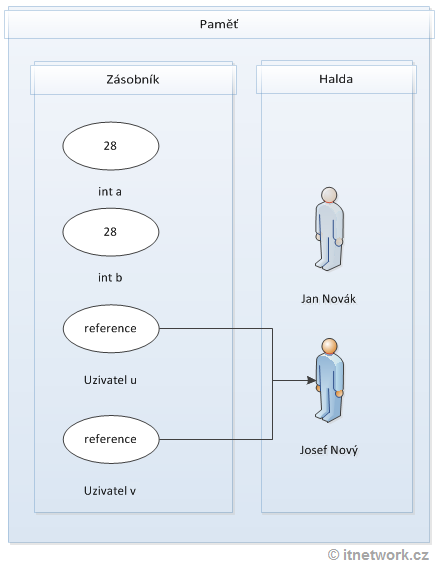 Paměť
Zásobník
Halda
28
int a
28
int b
Jan Novák
reference
Uzivatel u
Josef Nový
reference
Uzivatel v
© itnetwork.cz